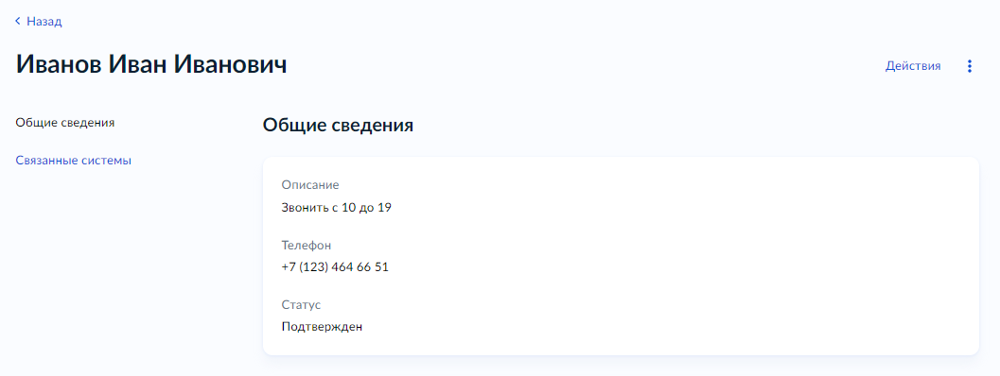 Назад
Иванов Иван Иванович
Действия
Общие сведения
Связанные системы
Общие сведения
Описание
Звонить с 10 до 19
Телефон
+7 (123) 464 66 51
Статус
Подтвержден